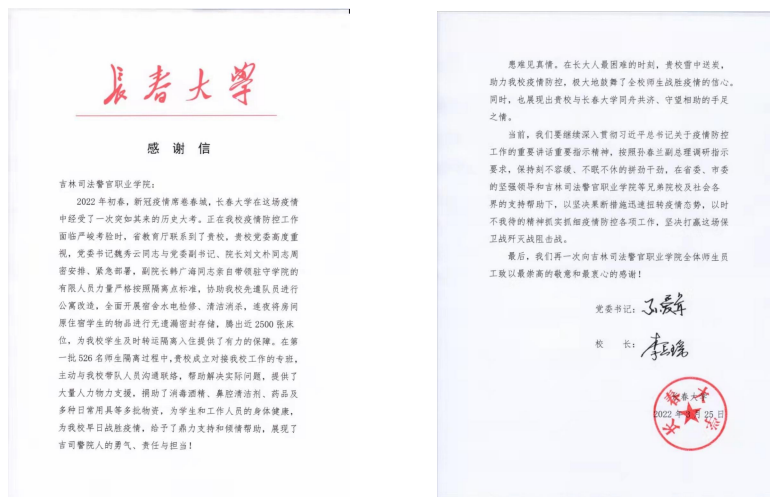 長春大學
感谢信
吉林司法警官职业学院：
2022 年初春，新冠疫情席卷春城，长春大学在这场疫情
中经受了一次突如其来的历史大考。正在我校疫情防控工作
面临严峻考验时，省教育厅联系到了贵校，贵校党委高度重
视，党委书记魏秀云同志与党委副书记、院长刘文朴同志周
密安排、紧急部署，副院长韩广海同志亲自带领驻守学院的
有限人员力量严格按照隔离点标准，协助我校先遣队员进行
公寓改造，全面开展宿舍水电检修、清洁消杀，连夜将房间
原住宿学生的物品进行无遗漏密封存储，腾出近 2500 张床
位，为我校学生及时转运隔离入住提供了有力的保障。在第
一批 526 名师生隔离过程中，贵校成立对接我校工作的专班，
主动与我校带队人员沟通联络，帮助解决实际问题，提供了
大量人力物力支援，捐助了消毒酒精、鼻腔清洁剂、药品及
多种日常用具等多批物资，为学生和工作人员的身体健康，
为我校早日战胜疫情，给予了鼎力支持和倾情帮助，展现了
吉司警院人的勇气、责任与担当！
患难见真情。在长大人最困难的时刻，贵校雪中送炭，
助力我校疫情防控，极大地鼓舞了全校师生战胜疫情的信心。
同时，也展现出贵校与长春大学同舟共济、守望相助的手足
之情。
当前，我们要继续深入贯彻习近平总书记关于疫情防控
工作的重要讲话重要指示精神，按照孙春兰副总理调研指示
要求，保持刻不容缓、不眠不休的拼劲干劲，在省委、市委
的坚强领导和吉林司法警官职业学院等兄弟院校及社会各
界的支持帮助下，以坚决果断措施迅速扭转疫情态势，以时
不我待的精神抓实抓细疫情防控各项工作，坚决打赢这场保
卫战歼灭战阻击战。
最后，我们再一次向吉林司法警官职业学院全体师生员
工致以最崇高的敬意和最衷心的感谢！
党委书记：
校 长：
长春大学
2022 年 月 25 日